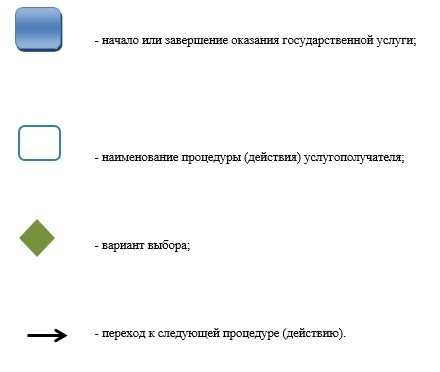 - начало или завершение оказания государственной услуги;
- наименование процедуры (действия) услугополучателя;
- вариант выбора;
- переход к следующей процедуре (действию).